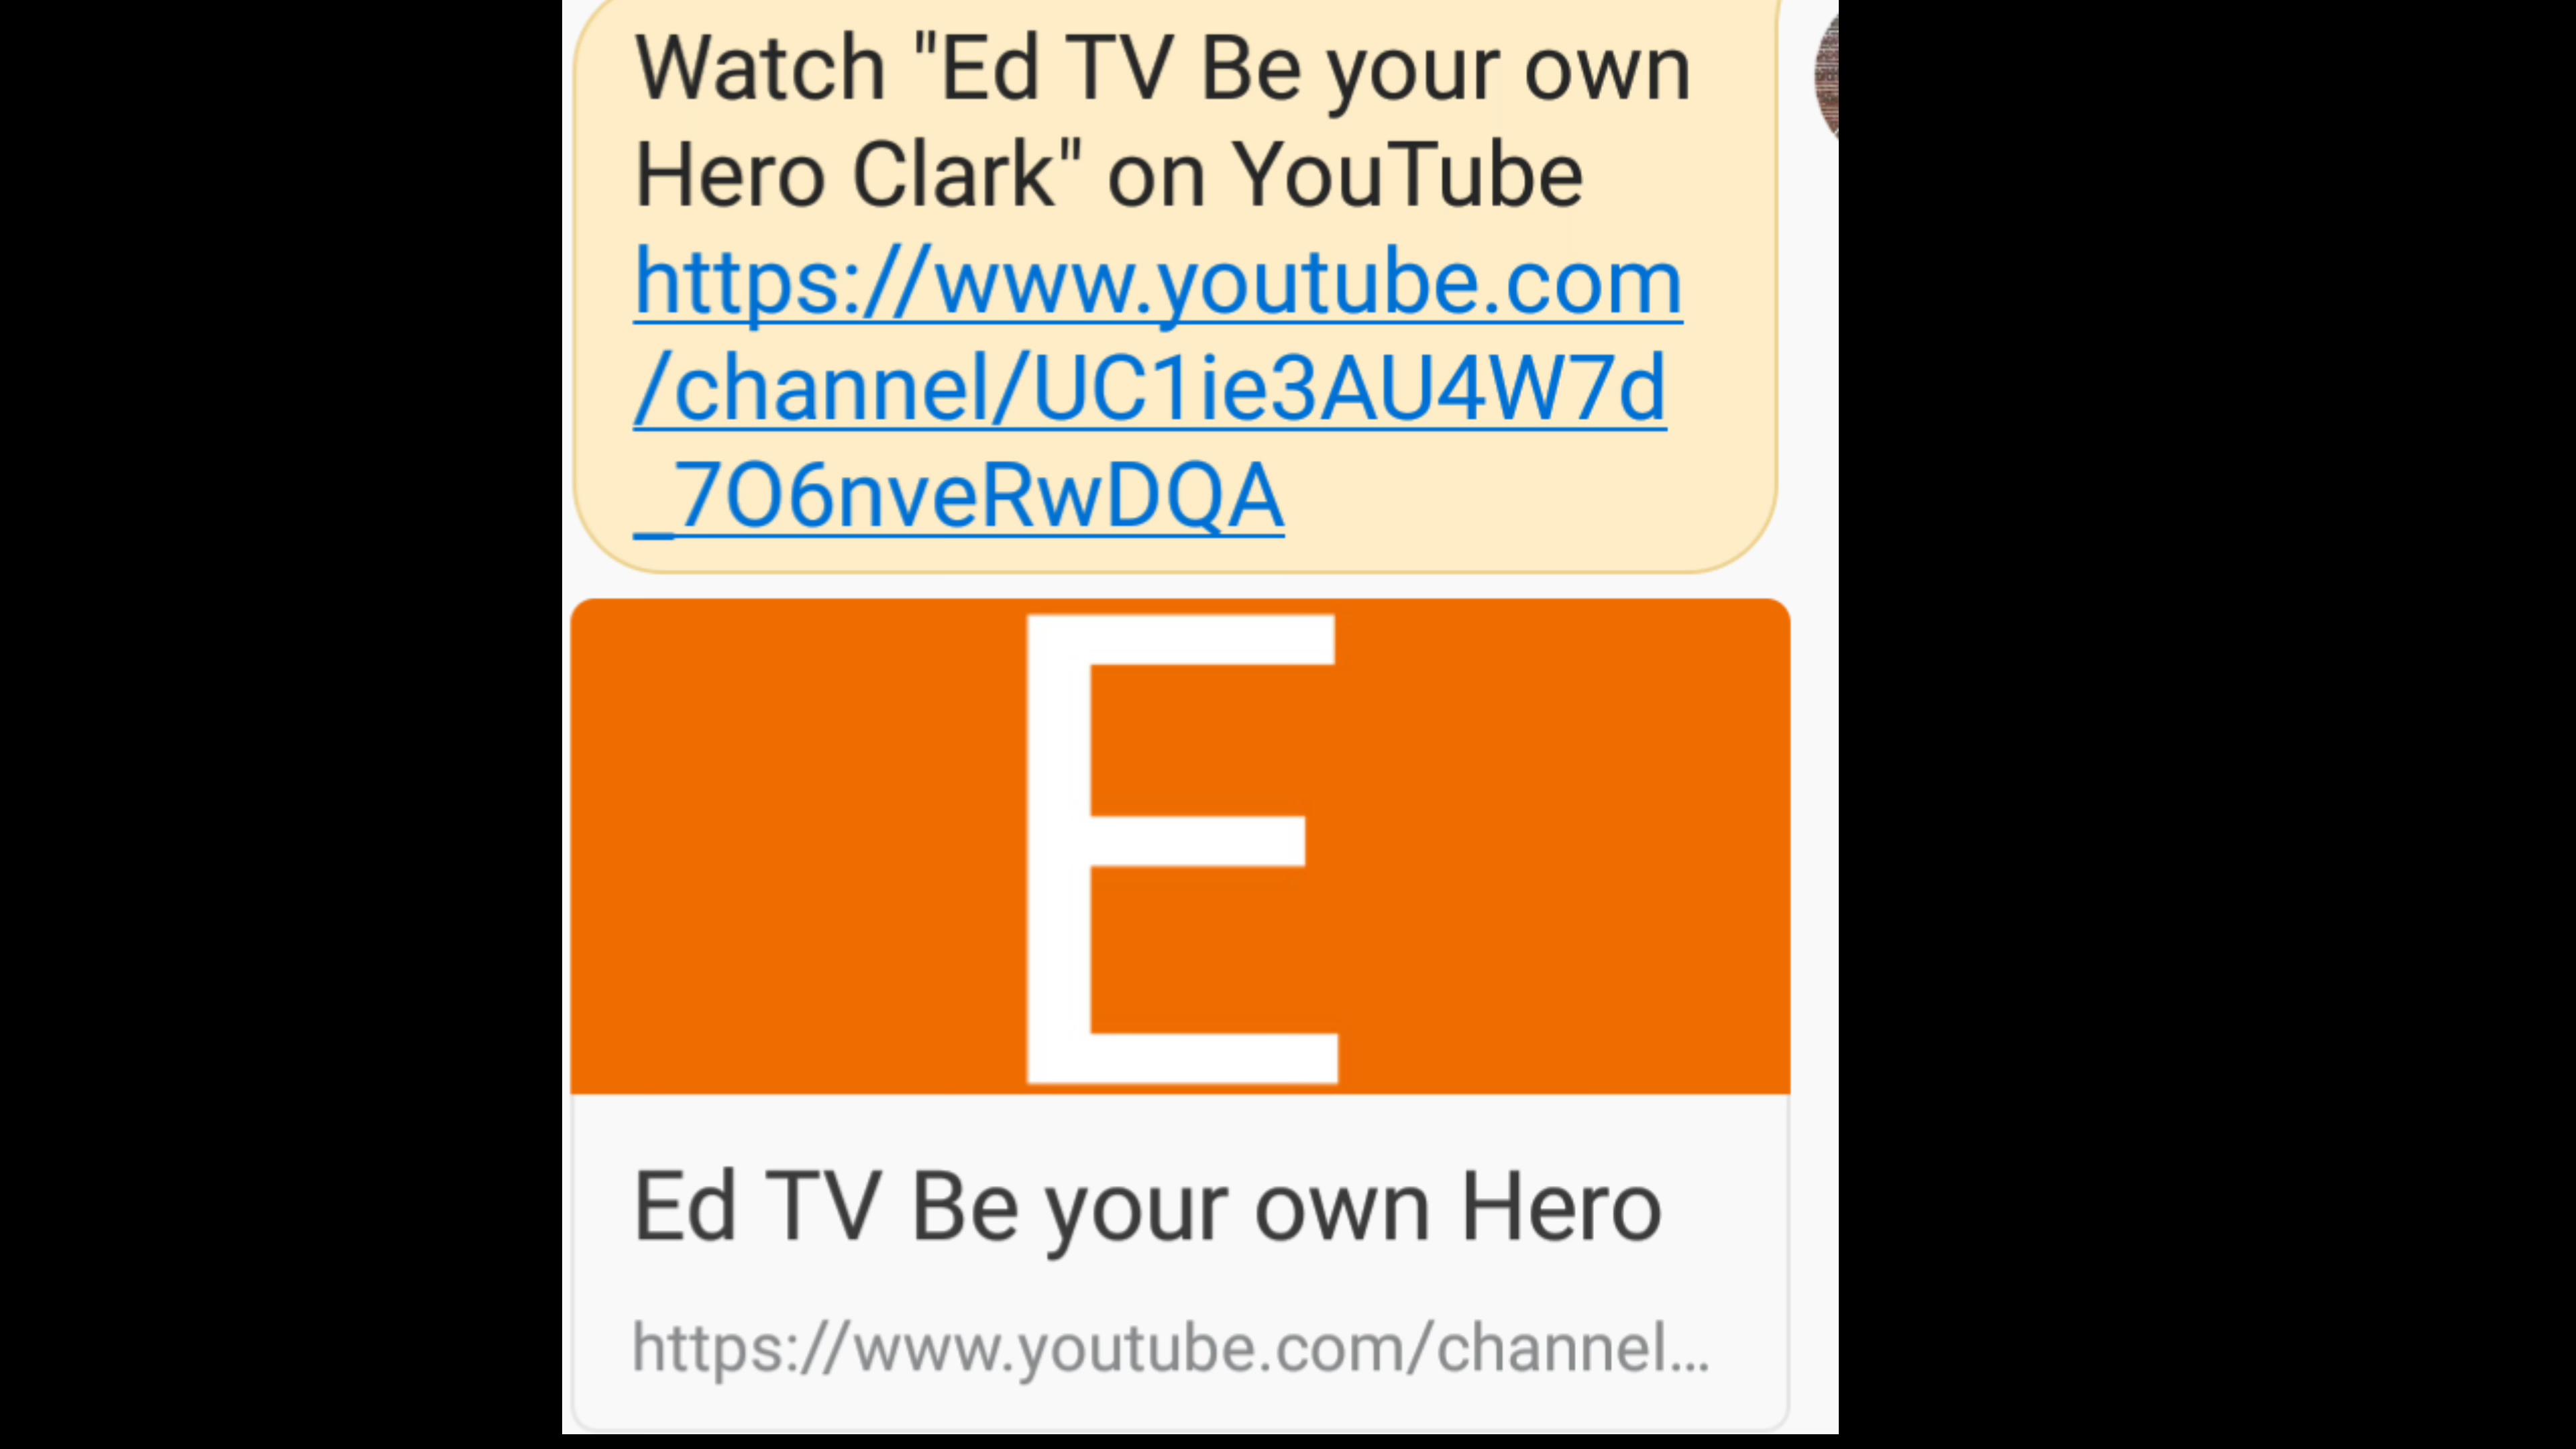 Watch "Ed TV Be your own
Hero Clark" on YouTube
https://www.youtube.com
/channel/UC1ie3AU4W7d
_7O6nveRwDQA
E
Ed TV Be your own Hero
https://www.youtube.com/channel...